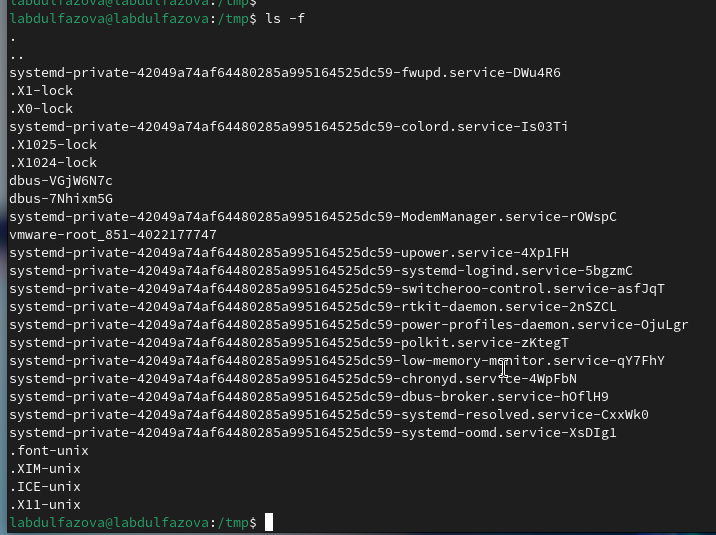 labdulfazova@labdulfazova:/tmp$
labdulfazova@labdulfazova:/tmp$ ls -f
.
..
systemd-private-42049a74af64480285a995164525dc59-fwupd.service-DWu4R6
.X1-lock
.X0-lock
systemd-private-42049a74af64480285a995164525dc59-colord.service-Is03Ti
.X1025-lock
.X1024-lock
dbus-VGjW6N7c
dbus-7Nhixm5G
systemd-private-42049a74af64480285a995164525dc59-ModemManager.service-rOWspC
vmware-root_851-4022177747
systemd-private-42049a74af64480285a995164525dc59-upower.service-4Xp1FH
systemd-private-42049a74af64480285a995164525dc59-systemd-logind.service-5bgzmC
systemd-private-42049a74af64480285a995164525dc59-switcheroo-control.service-asfJqT
systemd-private-42049a74af64480285a995164525dc59-rtkit-daemon.service-2nSZCL
systemd-private-42049a74af64480285a995164525dc59-power-profiles-daemon.service-OjuLgr
systemd-private-42049a74af64480285a995164525dc59-polkit.service-zKtegT
systemd-private-42049a74af64480285a995164525dc59-low-memory-monitor.service-qY7FhY
systemd-private-42049a74af64480285a995164525dc59-chronyd.service-4WpFbN
systemd-private-42049a74af64480285a995164525dc59-dbus-broker.service-hOflH9
systemd-private-42049a74af64480285a995164525dc59-systemd-resolved.service-CxxWk0
systemd-private-42049a74af64480285a995164525dc59-systemd-oomd.service-XsDIg1
.font-unix
.XIM-unix
.ICE-unix
.X11-unix
labdulfazova@labdulfazova:/tmp$